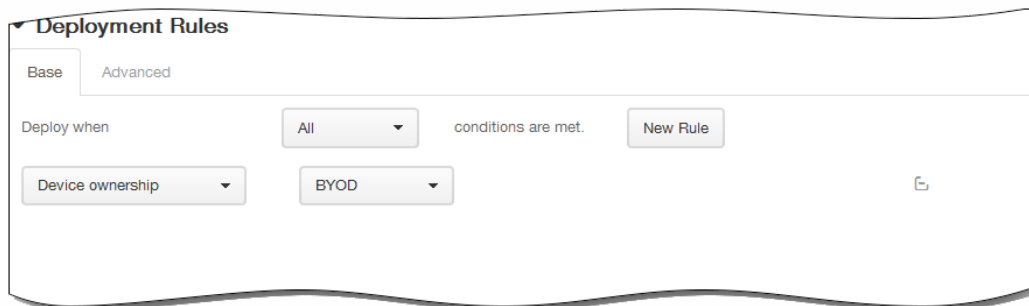 Deployment Rules
Base Advanced
Deploy when All conditions are met. New Rule
Device ownership BYOD